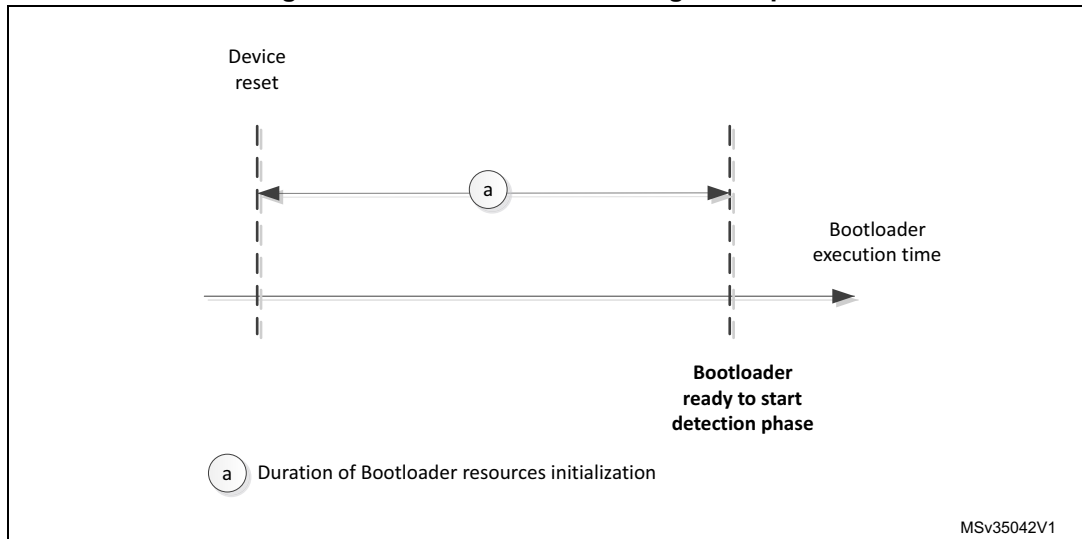 Device
reset
a
Bootloader
execution time
Bootloader
ready to start
detection phase
a Duration of Bootloader resources initialization
MSv35042V1